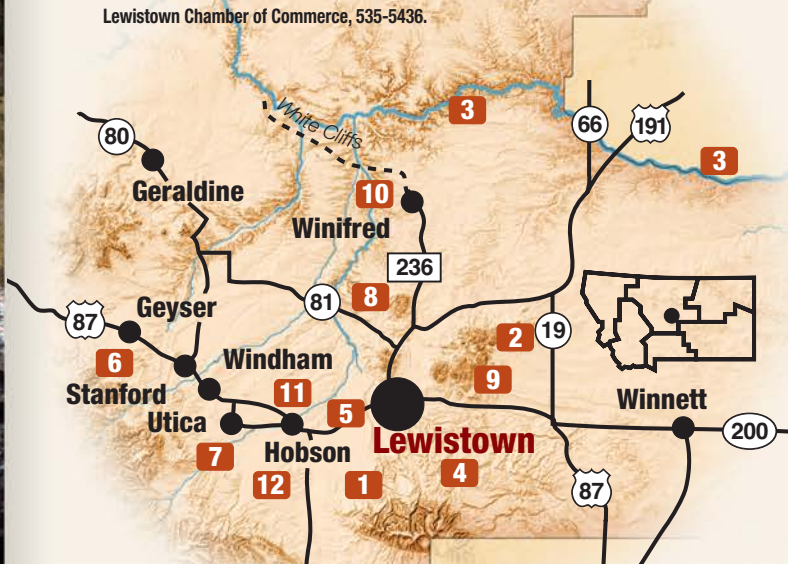 Lewistown Chamber of Commerce, 535-5436.
White Cliffs
3
66
191
80
3
Geraldine
10
Winifred
236
Geyser
81
8
87
2
19
6
Windham
Stanford
11
9
Winnett
Utica
5
Lewistown
200
7
Hobson
4
12
1
87